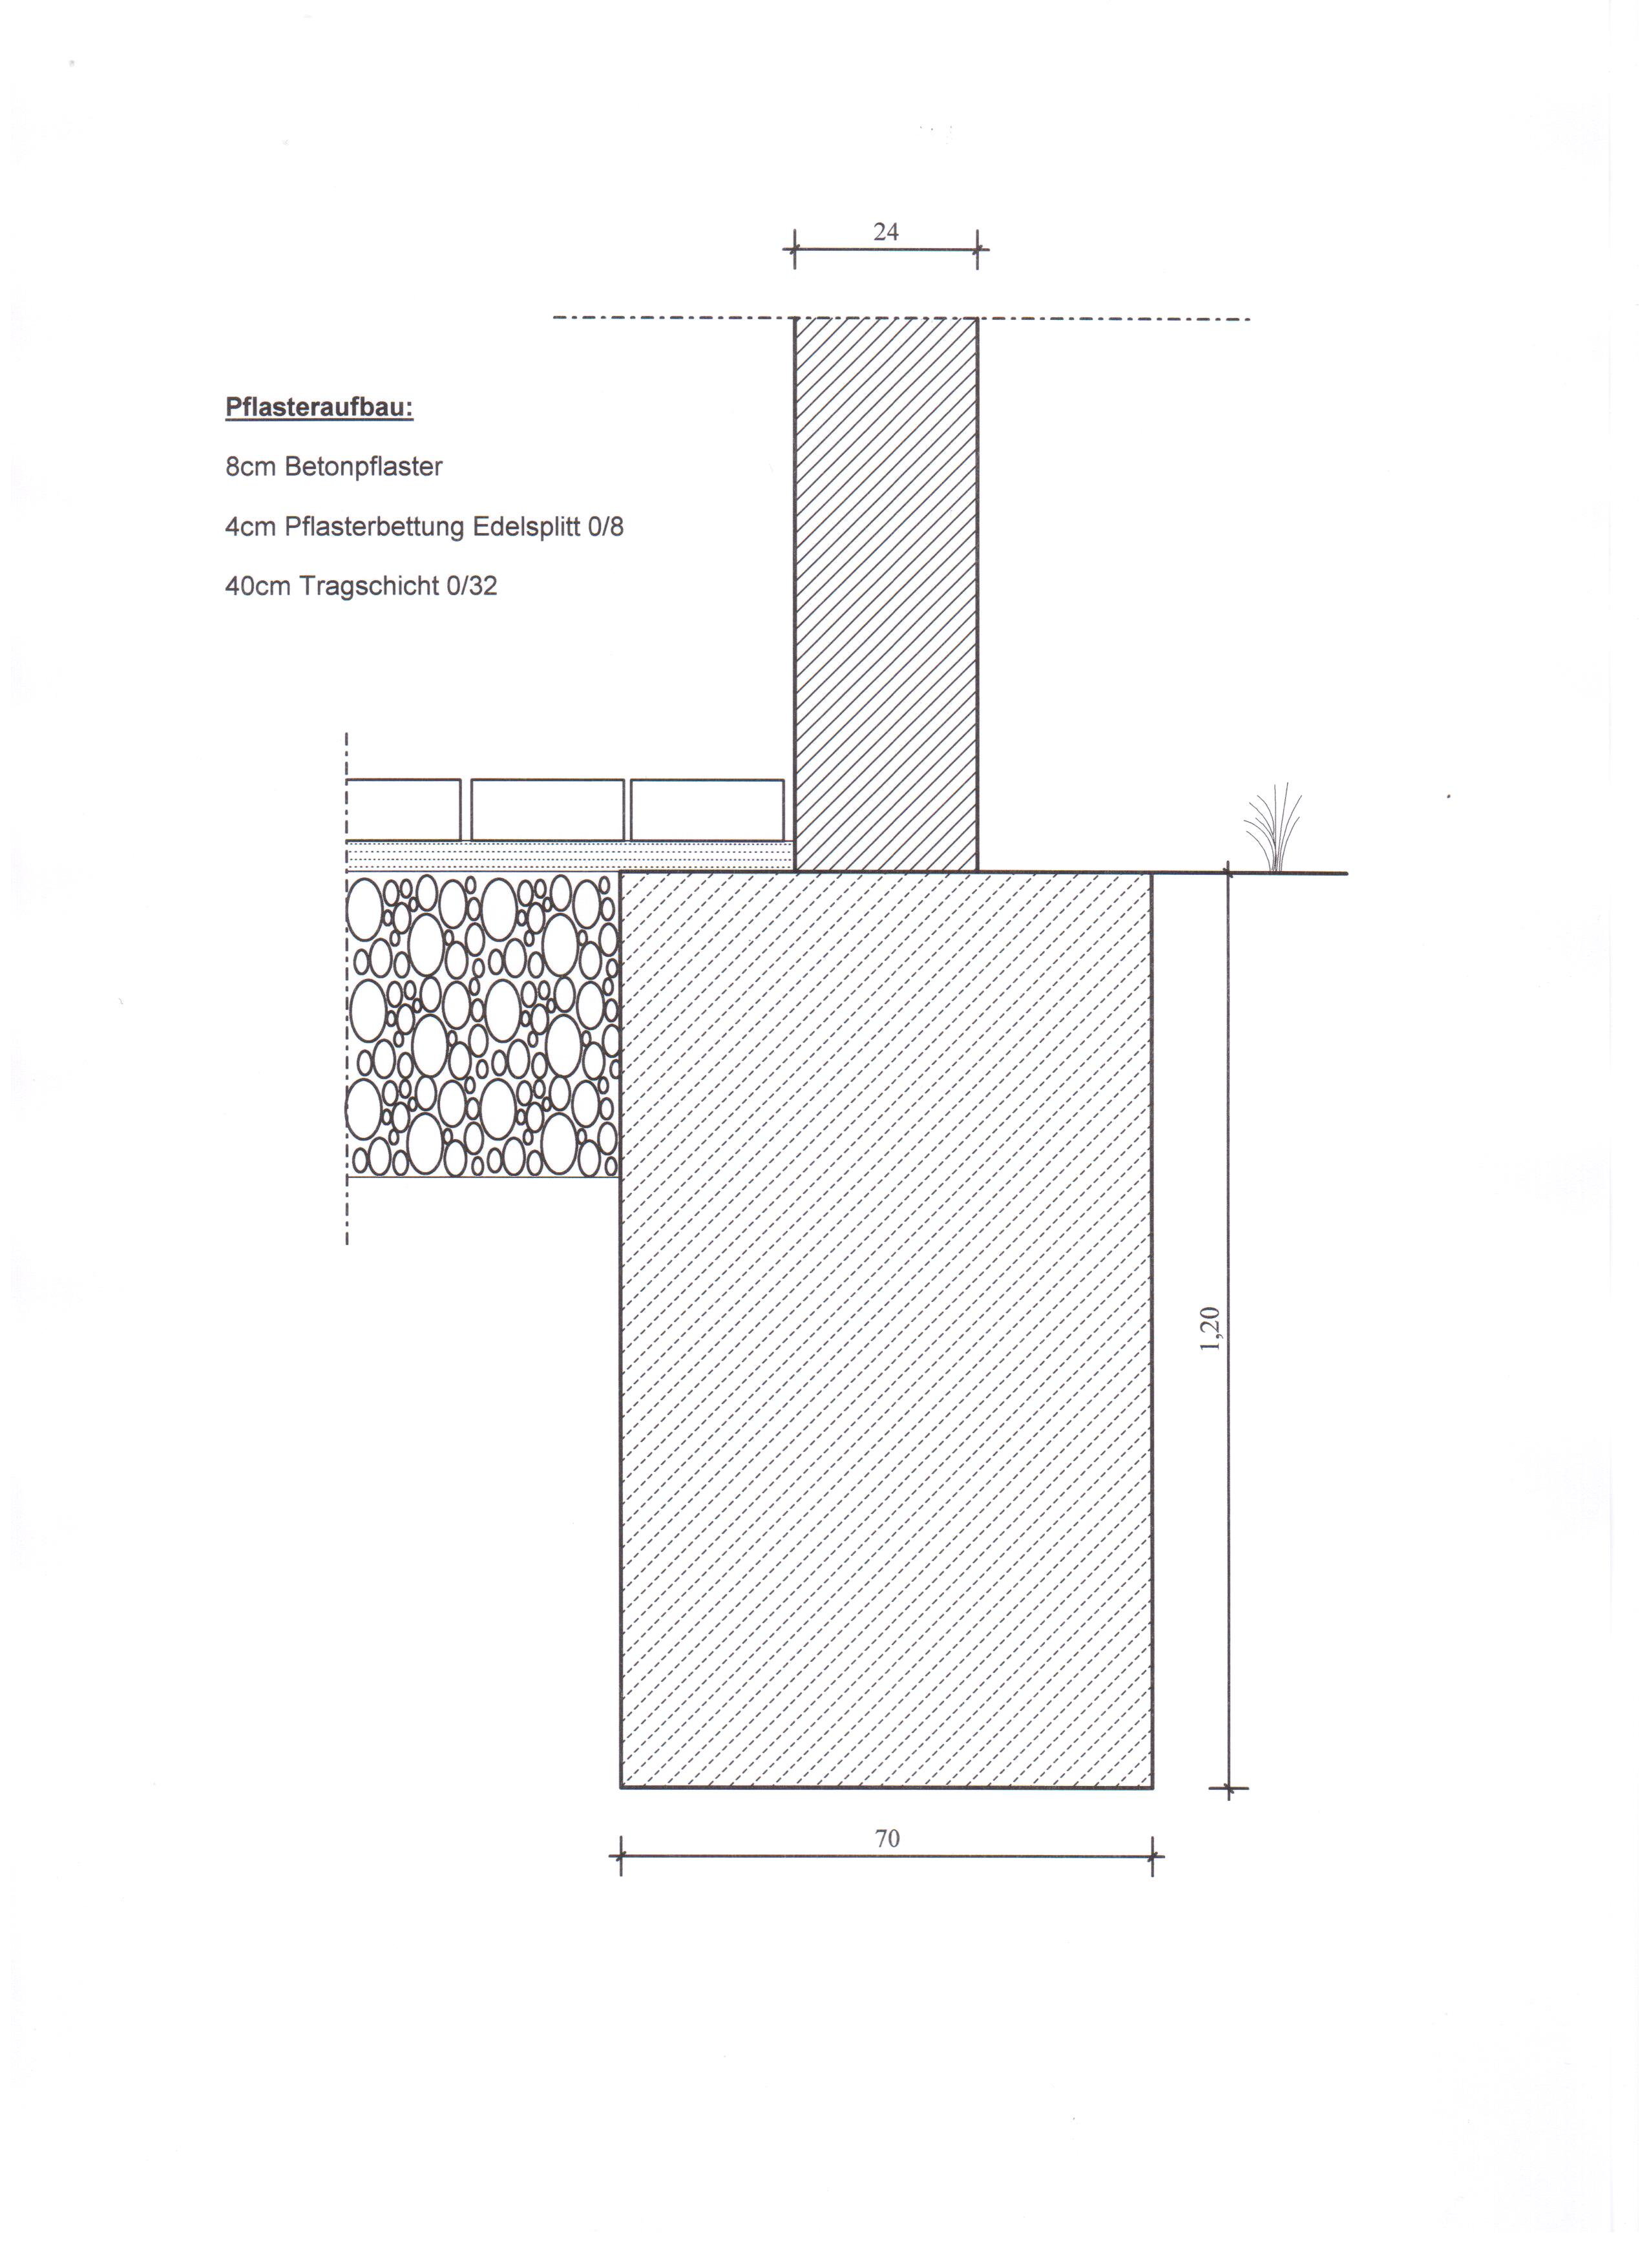 24
Pflasteraufbau:
8cm Betonpflaster
4cm Pflasterbettung Edelsplitt 0/8
40cm Tragschicht 0/32
1,20
70